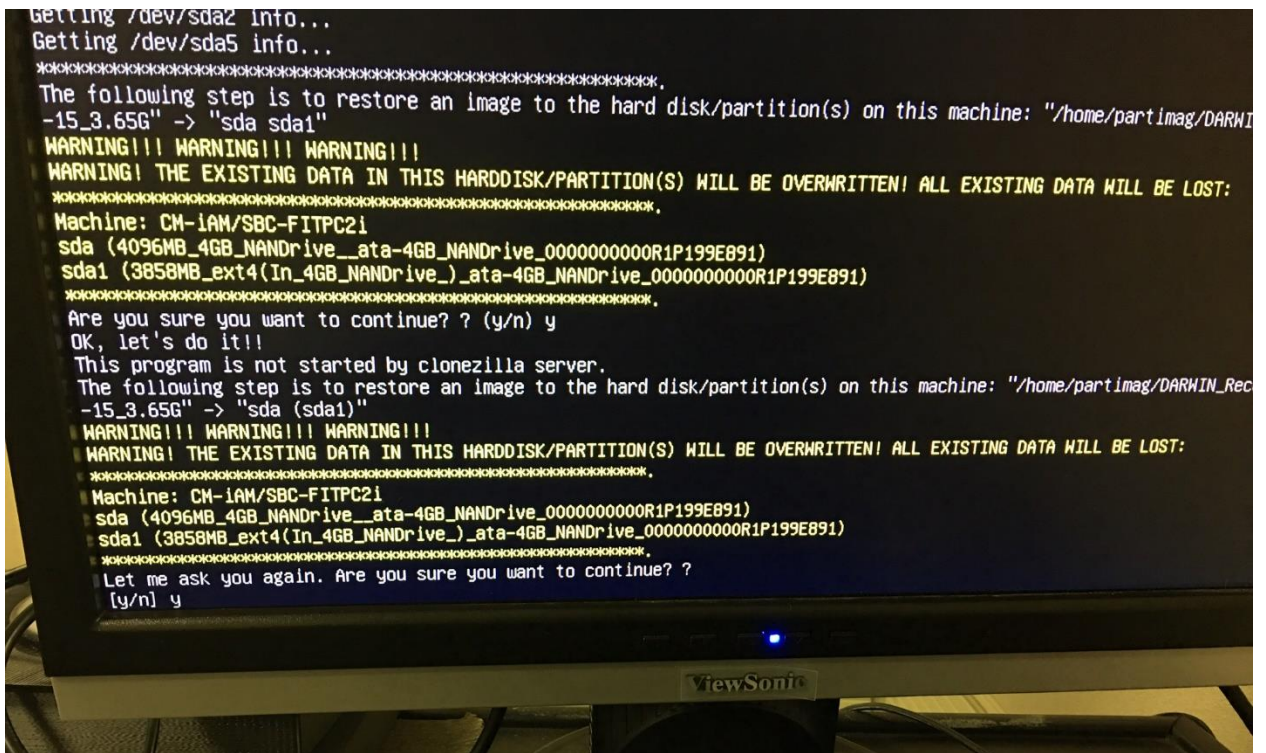 Getting /dev/sda2 info...
Getting /dev/sda5 info...
*************************************************************.
The following step is to restore an image to the hard disk/partition(s) on this machine: "/home/partimag/DARWI
-15_3.65G" -> "sda sda1"
WARNING!!! WARNING!!! WARNING!!!
WARNING! THE EXISTING DATA IN THIS HARDDISK/PARTITION(S) WILL BE OVERWRITTEN! ALL EXISTING DATA WILL BE LOST:
*************************************************************.
Machine: CM-iAM/SBC-FITPC2i
sda (4096MB_4GB_NANDrive__ata-4GB_NANDrive_0000000000R1P199E891)
sda1 (3858MB_ext4(In_4GB_NANDrive_)_ata-4GB_NANDrive_0000000000R1P199E891)
*************************************************************.
Are you sure you want to continue? ? (y/n) y
OK, let's do it!!
This program is not started by clonezilla server.
The following step is to restore an image to the hard disk/partition(s) on this machine: "/home/partimag/DARWIN_Rec
-15_3.65G" -> "sda (sda1)"
WARNING!!! WARNING!!! WARNING!!!
WARNING! THE EXISTING DATA IN THIS HARDDISK/PARTITION(S) WILL BE OVERWRITTEN! ALL EXISTING DATA WILL BE LOST:
*************************************************************.
Machine: CM-iAM/SBC-FITPC2i
sda (4096MB_4GB_NANDrive__ata-4GB_NANDrive_0000000000R1P199E891)
sda1 (3858MB_ext4(In_4GB_NANDrive_)_ata-4GB_NANDrive_0000000000R1P199E891)
*************************************************************.
Let me ask you again. Are you sure you want to continue? ?
[y/n] y
ViewSonic